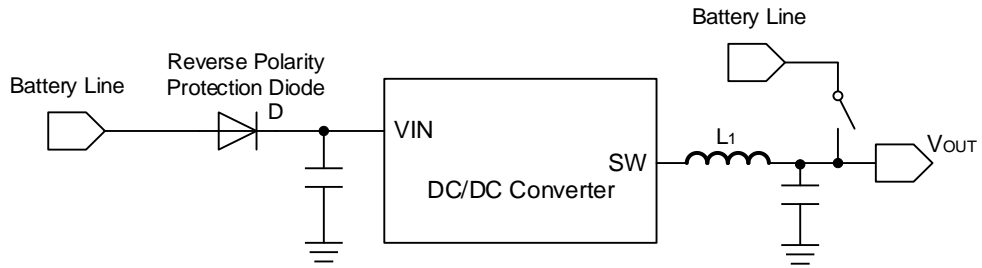 Battery Line
Reverse Polarity
Protection Diode
D
Battery Line
VIN
SW
DC/DC Converter
L1
VOUT